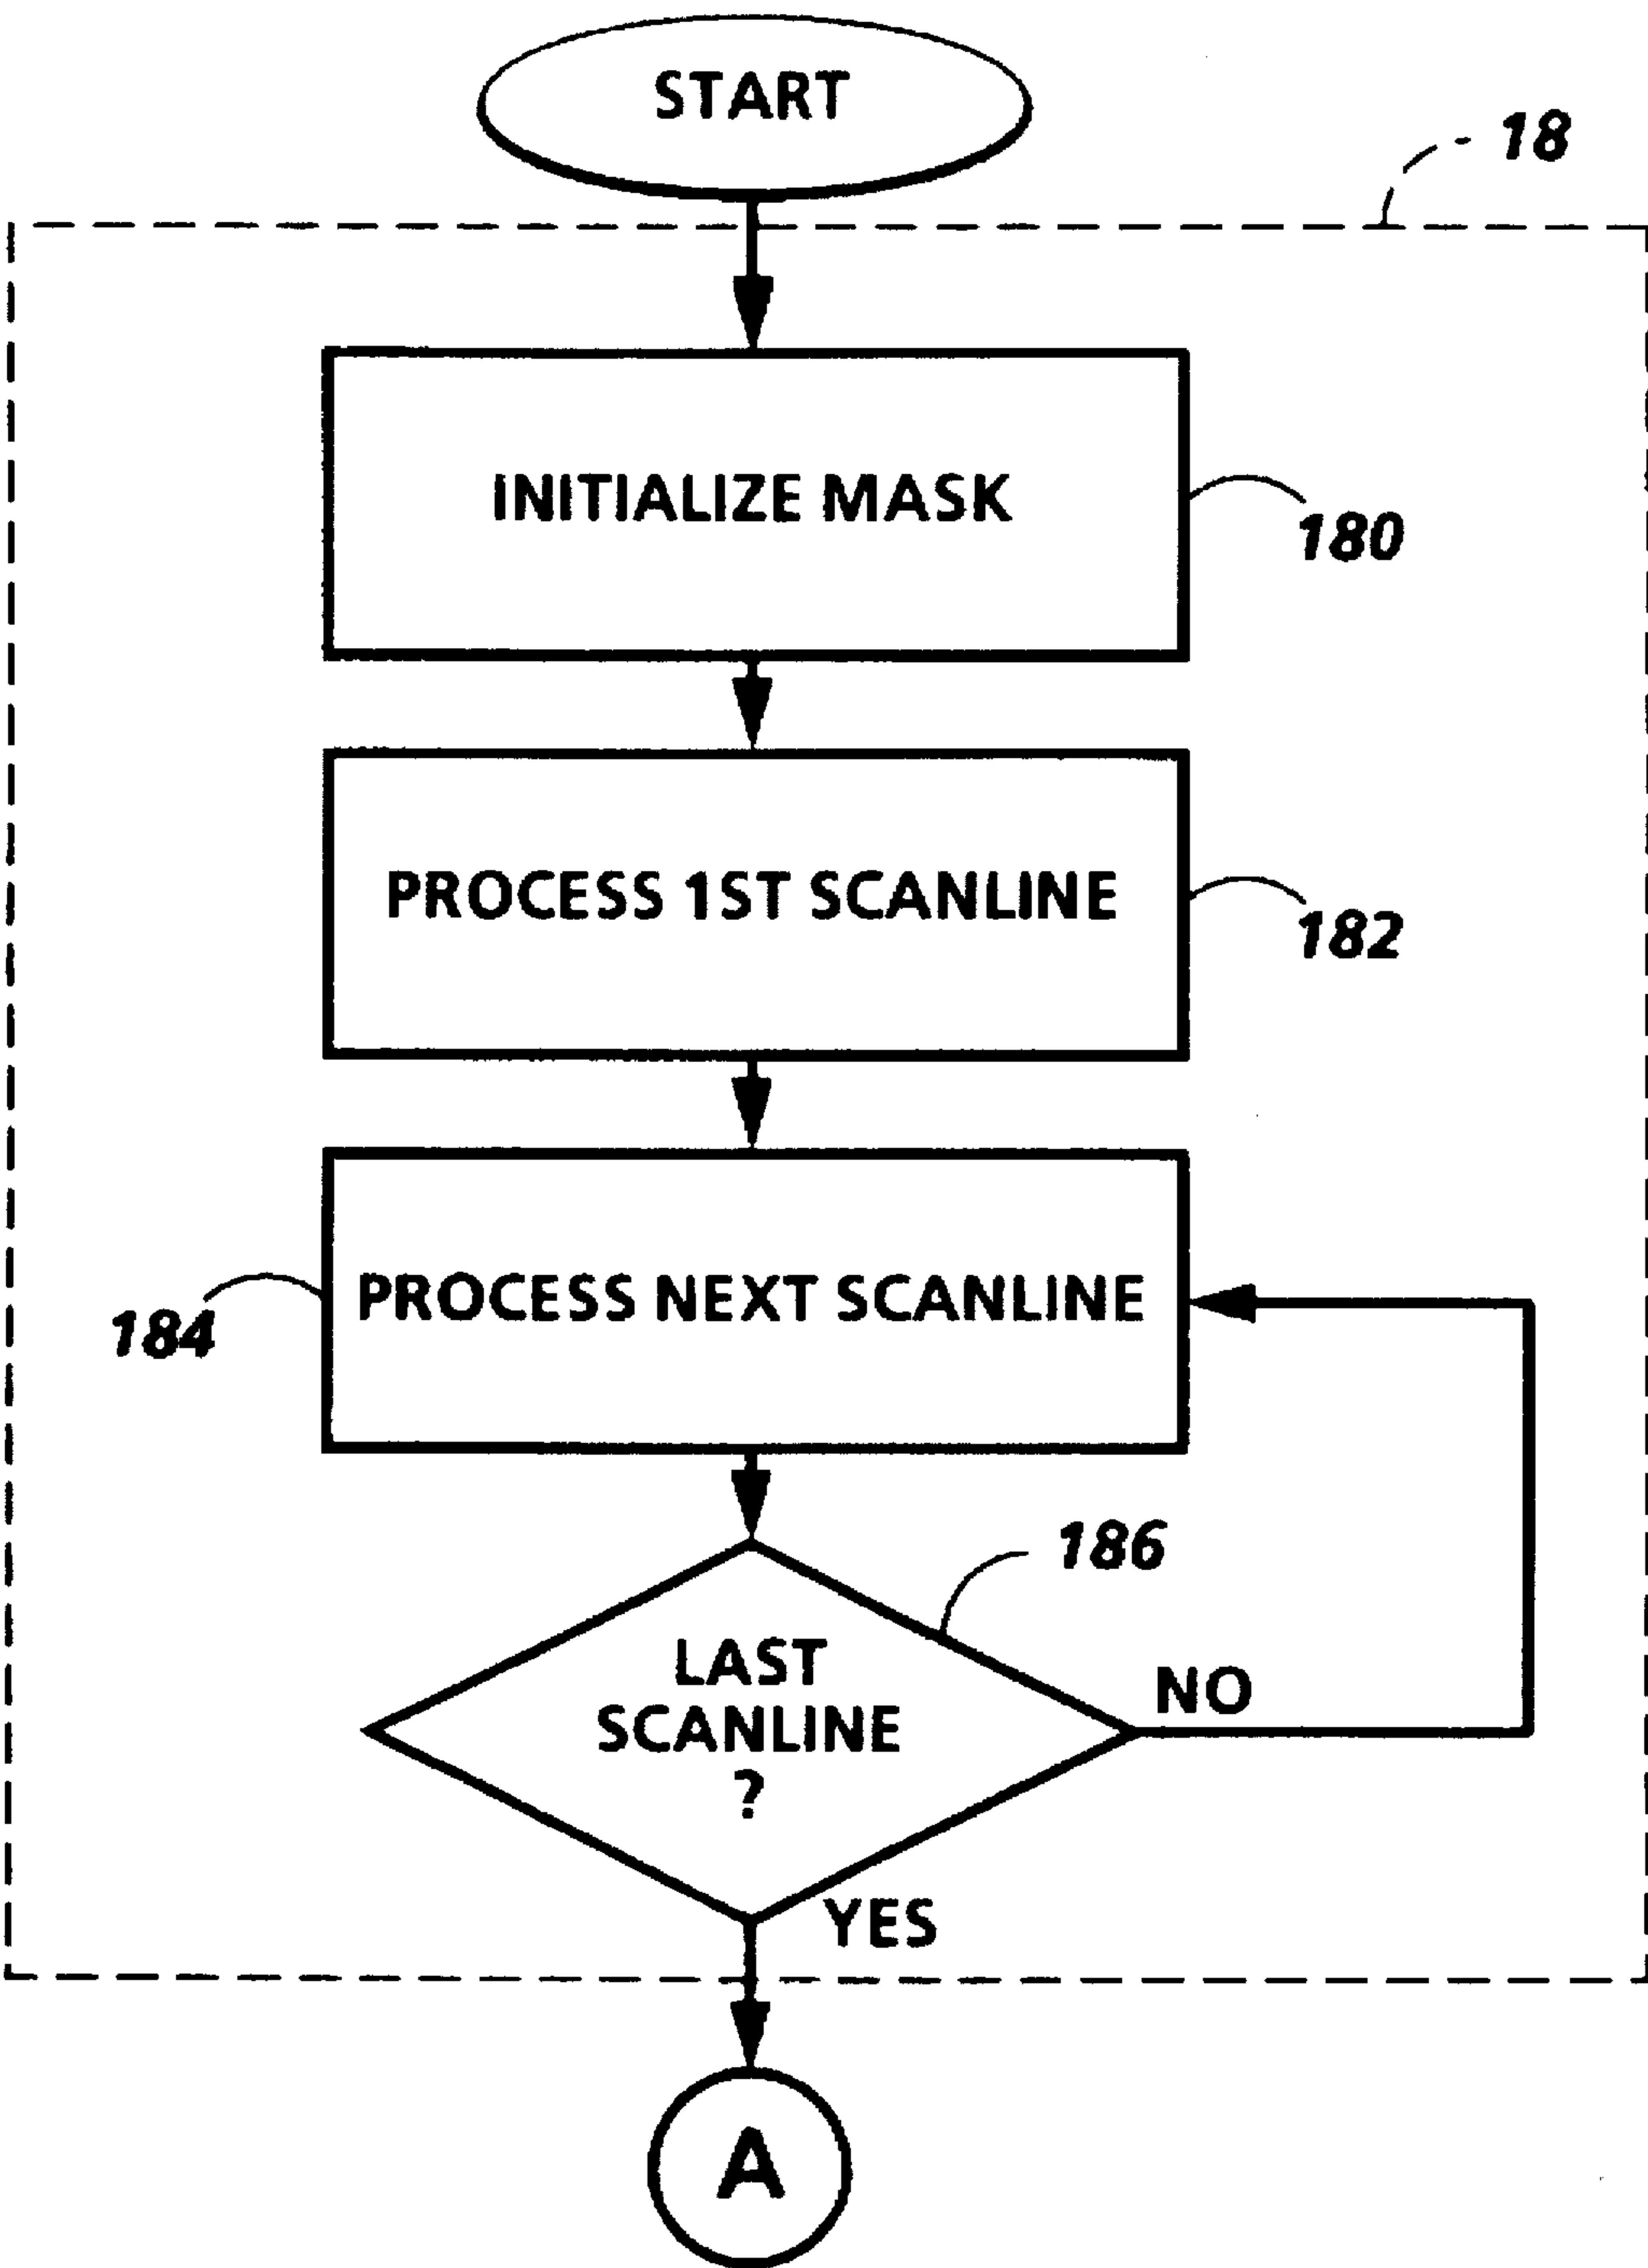 START
18
INITIALIZE MASK
180
PROCESS 1ST SCANLINE
182
PROCESS NEXT SCANLINE
184
186
LAST
SCANLINE
?
NO
YES
A